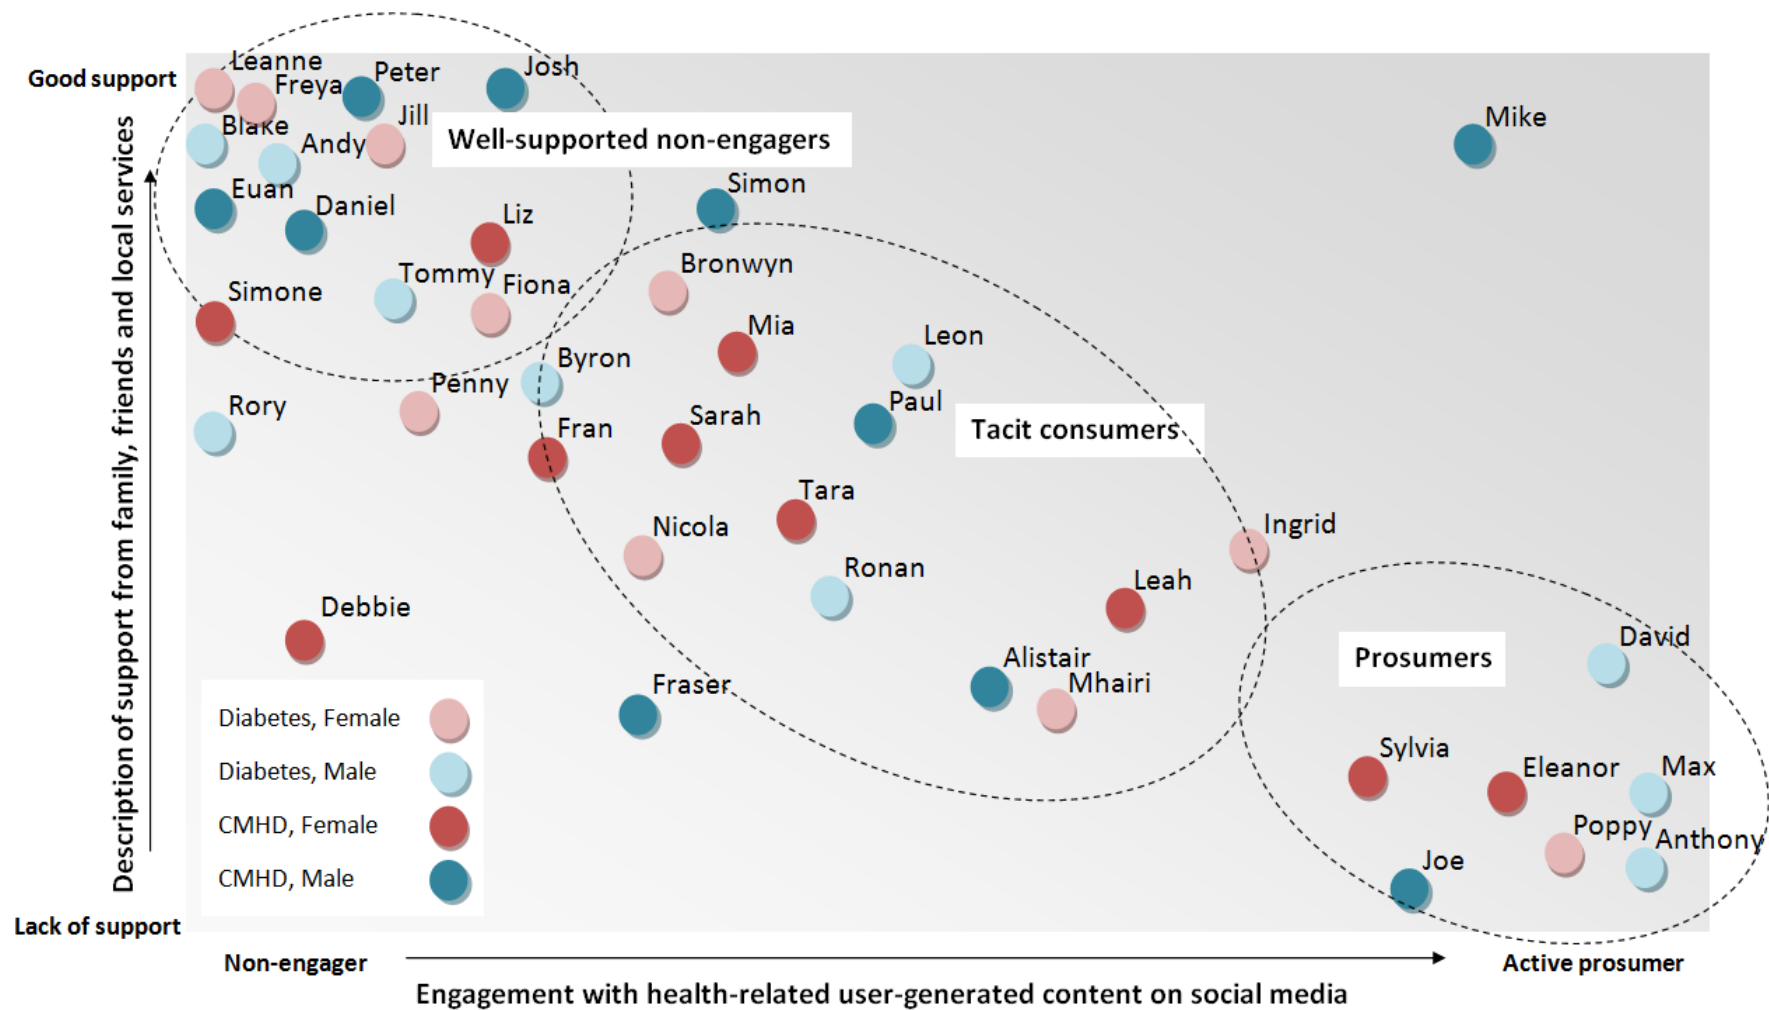 Good support
Leanne
Freya
Peter
Josh
Jill
Blake
Andy
Well-supported non-engagers
Mike
Euan
Daniel
Simon
Liz
Tommy
Fiona
Simone
Bronwyn
Mia
Leon
Byron
Penny
Rory
Paul
Fran
Sarah
Tacit consumers
Tara
Nicola
Ingrid
Ronan
Leah
Debbie
David
Prosumers
Alistair
Mhairi
Fraser
Sylvia
Eleanor
Max
Poppy
Anthony
Joe
Diabetes, Female
Diabetes, Male
CMHD, Female
CMHD, Male
Description of support from family, friends and local services
Lack of support
Non-engager
Active prosumer
Engagement with health-related user-generated content on social media